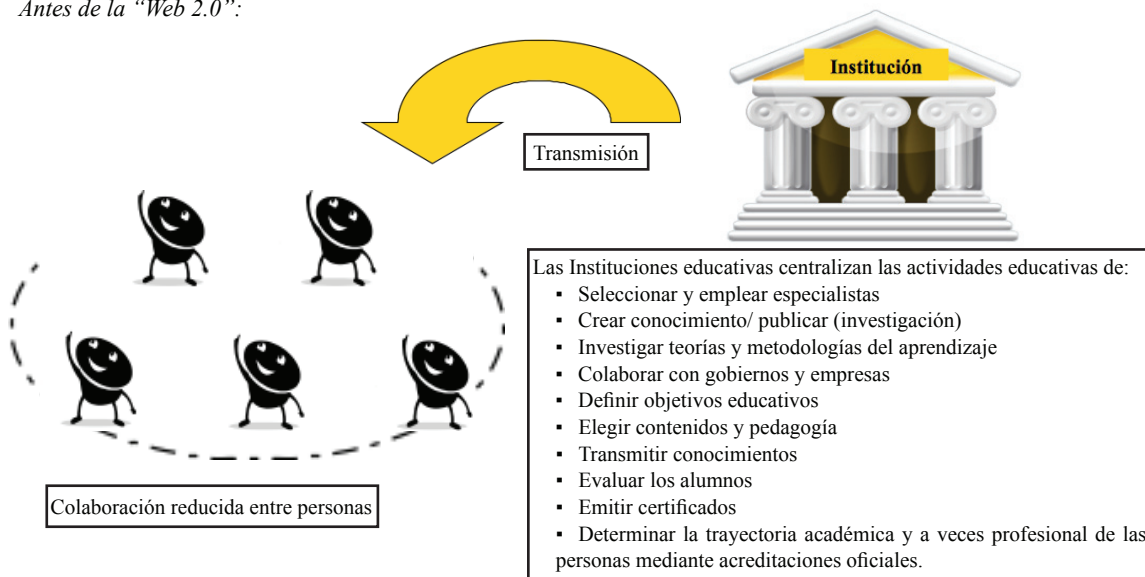 Antes de la “Web 2.0”:
Institución
Transmisión
Las Instituciones educativas centralizan las actividades educativas de:
▪ Seleccionar y emplear especialistas
▪ Crear conocimiento/ publicar (investigación)
▪ Investigar teorías y metodologías del aprendizaje
▪ Colaborar con gobiernos y empresas
▪ Definir objetivos educativos
▪ Elegir contenidos y pedagogía
▪ Transmitir conocimientos
▪ Evaluar los alumnos
▪ Emitir certificados
▪ Determinar la trayectoria académica y a veces profesional de las
personas mediante acreditaciones oficiales.
Colaboración reducida entre personas